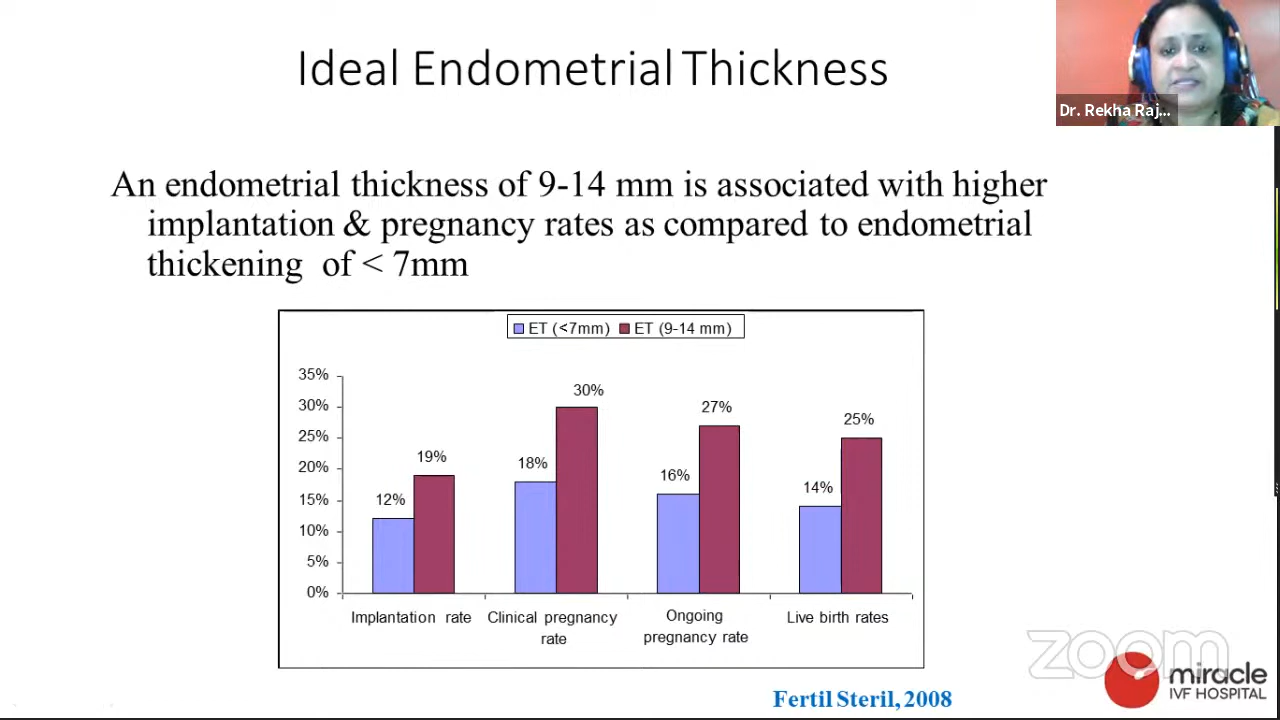 Ideal Endometrial Thickness
Dr. Rekha Raj...
An endometrial thickness of 9-14 mm is associated with higher
implantation & pregnancy rates as compared to endometrial
thickening of < 7mm
ET (<7mm) ET (9-14 mm)
35%
30%
25%
20%
15%
10%
5%
0%
12% 19% 18% 30% 16% 27% 14% 25%
Implantation rate Clinical pregnancy Ongoing Live birth rates
rate pregnancy rate
zoom
miracle
IVF HOSPITAL
Fertil Steril, 2008